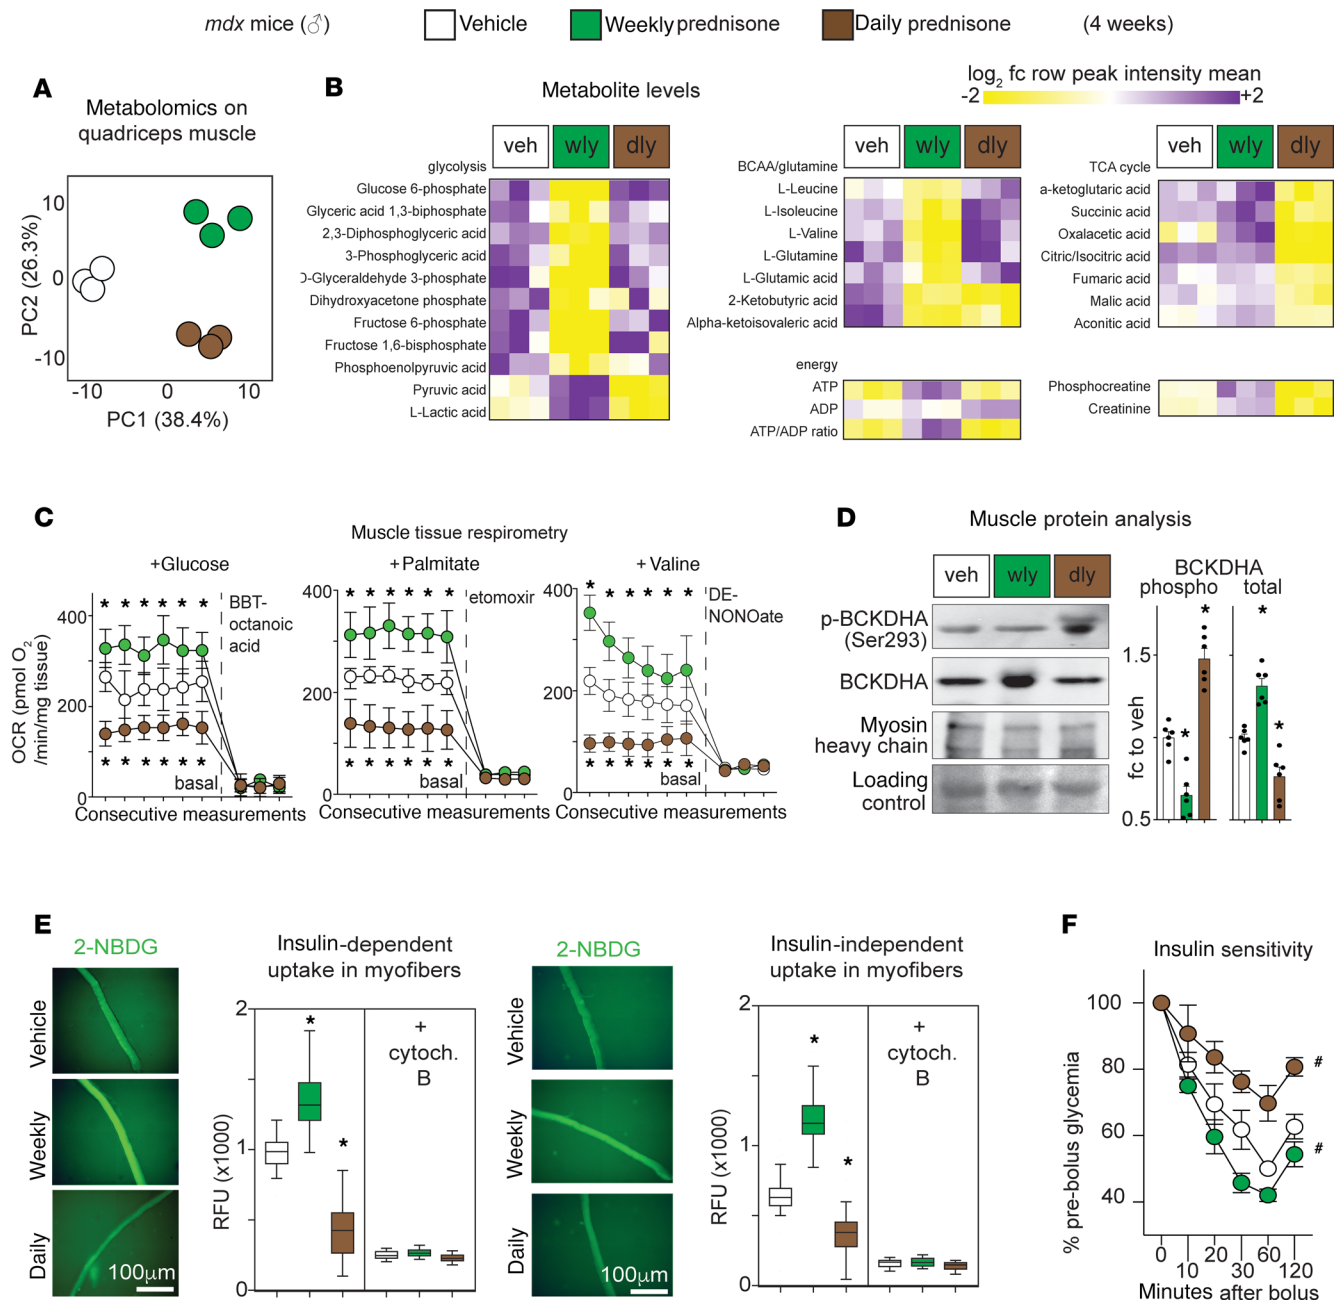 mdx mice (♂) Vehicle Weekly prednisone Daily prednisone (4 weeks)
A
Metabolomics on
quadriceps muscle
PC2 (26.3%)
10
0
-10
-10 0 10
PC1 (38.4%)
B
Metabolite levels
log2 fc row peak intensity mean
-2 +2
veh wly dly
glycolysis
Glucose 6-phosphate
Glyceric acid 1,3-biphosphate
2,3-Diphosphoglyceric acid
3-Phosphoglyceric acid
D-Glyceraldehyde 3-phosphate
Dihydroxyacetone phosphate
Fructose 6-phosphate
Fructose 1,6-bisphosphate
Phosphoenolpyruvic acid
Pyruvic acid
L-Lactic acid
veh wly dly
BCAA/glutamine
L-Leucine
L-Isoleucine
L-Valine
L-Glutamine
L-Glutamic acid
2-Ketobutyric acid
Alpha-ketoisovaleric acid
energy
ATP
ADP
ATP/ADP ratio
veh wly dly
TCA cycle
a-ketoglutaric acid
Succinic acid
Oxalacetic acid
Citric/Isocitric acid
Fumaric acid
Malic acid
Aconitic acid
Phosphocreatine
Creatinine
C
Muscle tissue respirometry
OCR (pmol O2
/min/mg tissue)
+Glucose
400
200
0
* * * * * *
* * * * * *
BBT-
octanoic
acid
basal
Consecutive measurements
+Palmitate
400
200
0
* * * * * *
* * * * * *
etomoxir
basal
+Valine
400
200
0
* * * * * *
* * * * * *
DE-
NONOate
basal
Consecutive measurements
D
Muscle protein analysis
veh wly dly
p-BCKDHA
(Ser293)
BCKDHA
Myosin
heavy chain
Loading
control
BCKDHA
phospho total
fc to veh
1.5
0.5
* *
* *
E
2-NBDG
Vehicle
Weekly
Daily
100μm
Insulin-dependent
uptake in myofibers
RFU (x1000)
2
1
0
*
*
+
cytoch.
B
2-NBDG
Vehicle
Weekly
Daily
100μm
Insulin-independent
uptake in myofibers
RFU (x1000)
2
1
0
*
*
+
cytoch.
B
F
Insulin sensitivity
% pre-bolus glycemia
100
80
60
40
#
#
0 10 20 30 60 120
Minutes after bolus